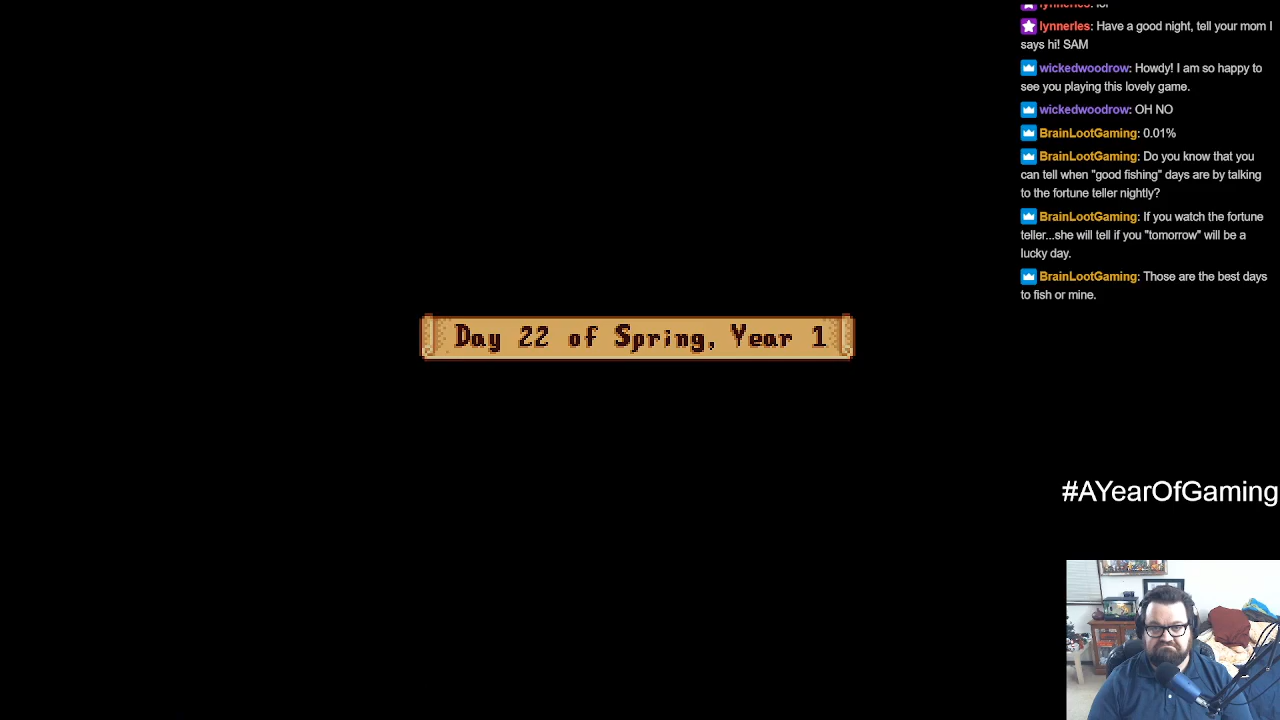 lynnerles: lol
lynnerles: Have a good night, tell your mom I
says hi! SAM
wickedwoodrow: Howdy! I am so happy to
see you playing this lovely game.
wickedwoodrow: OH NO
BrainLootGaming: 0.01%
BrainLootGaming: Do you know that you
can tell when "good fishing" days are by talking
to the fortune teller nightly?
BrainLootGaming: If you watch the fortune
teller...she will tell if you "tomorrow" will be a
lucky day.
BrainLootGaming: Those are the best days
to fish or mine.
Day 22 of Spring, Year 1
#AYearOfGaming